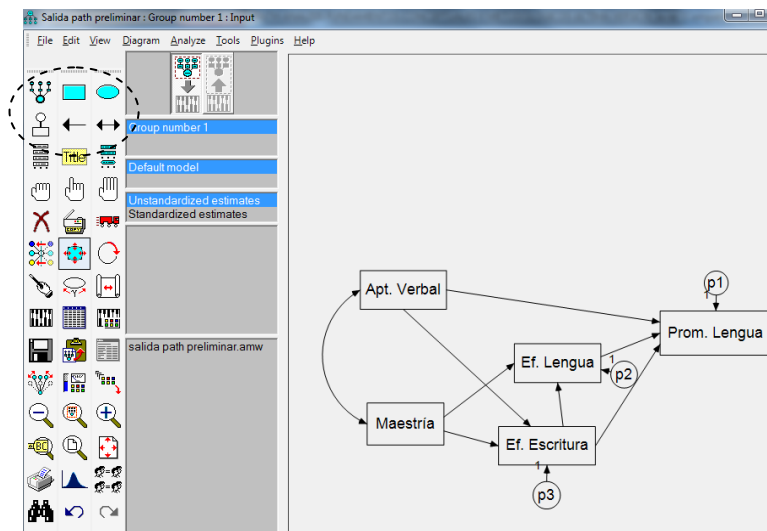 Salida path preliminar : Group number 1 : Input
File Edit View Diagram Analyze Tools Plugins Help
Group number 1
Title
Default model
Unstandardized estimates
Standardized estimates
salida path preliminar.amw
Apt. Verbal
p1
1
Prom. Lengua
Ef. Lengua
1
p2
Maestría
Ef. Escritura
1
p3